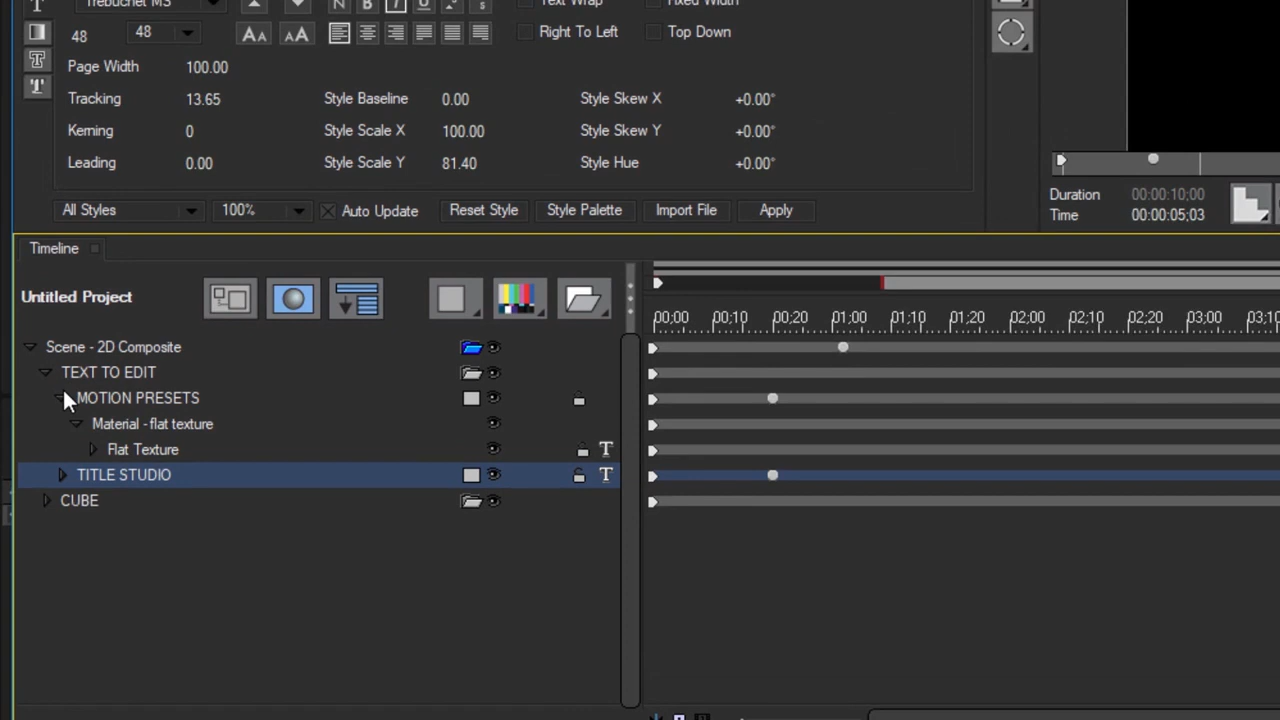 Trebuchet MS N B I U s
Text Wrap Fixed Width
48 48 AA AA Right To Left Top Down
Page Width 100.00
Tracking 13.65 Style Baseline 0.00 Style Skew X +0.00°
Kerning 0 Style Scale X 100.00 Style Skew Y +0.00°
Leading 0.00 Style Scale Y 81.40 Style Hue +0.00°
Duration 00:00:10;00
All Styles 100% Auto Update Reset Style Style Palette Import File Apply Time 00:00:05;03
Timeline
Untitled Project
00;00 00;10 00;20 01;00 01;10 01;20 02;00 02;10 02;20 03;00 03;10
Scene - 2D Composite
TEXT TO EDIT
MOTION PRESETS
Material - flat texture
Flat Texture T
TITLE STUDIO T
CUBE